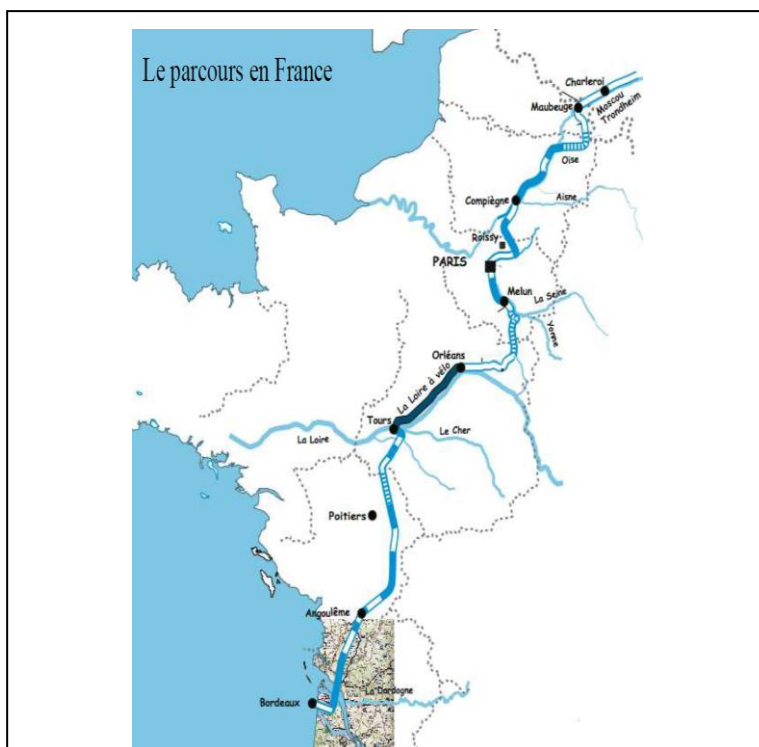 Le parcours en France
Charleroi
Maubeuge
Moscou
Trondheim
Oise
Compiègne
Aisne
Roissy
PARIS
Melun
La Seine
Yonne
Orléans
La Loire à vélo
Tours
La Loire
Le Cher
Poitiers
Angoulême
La Dordogne
Bordeaux